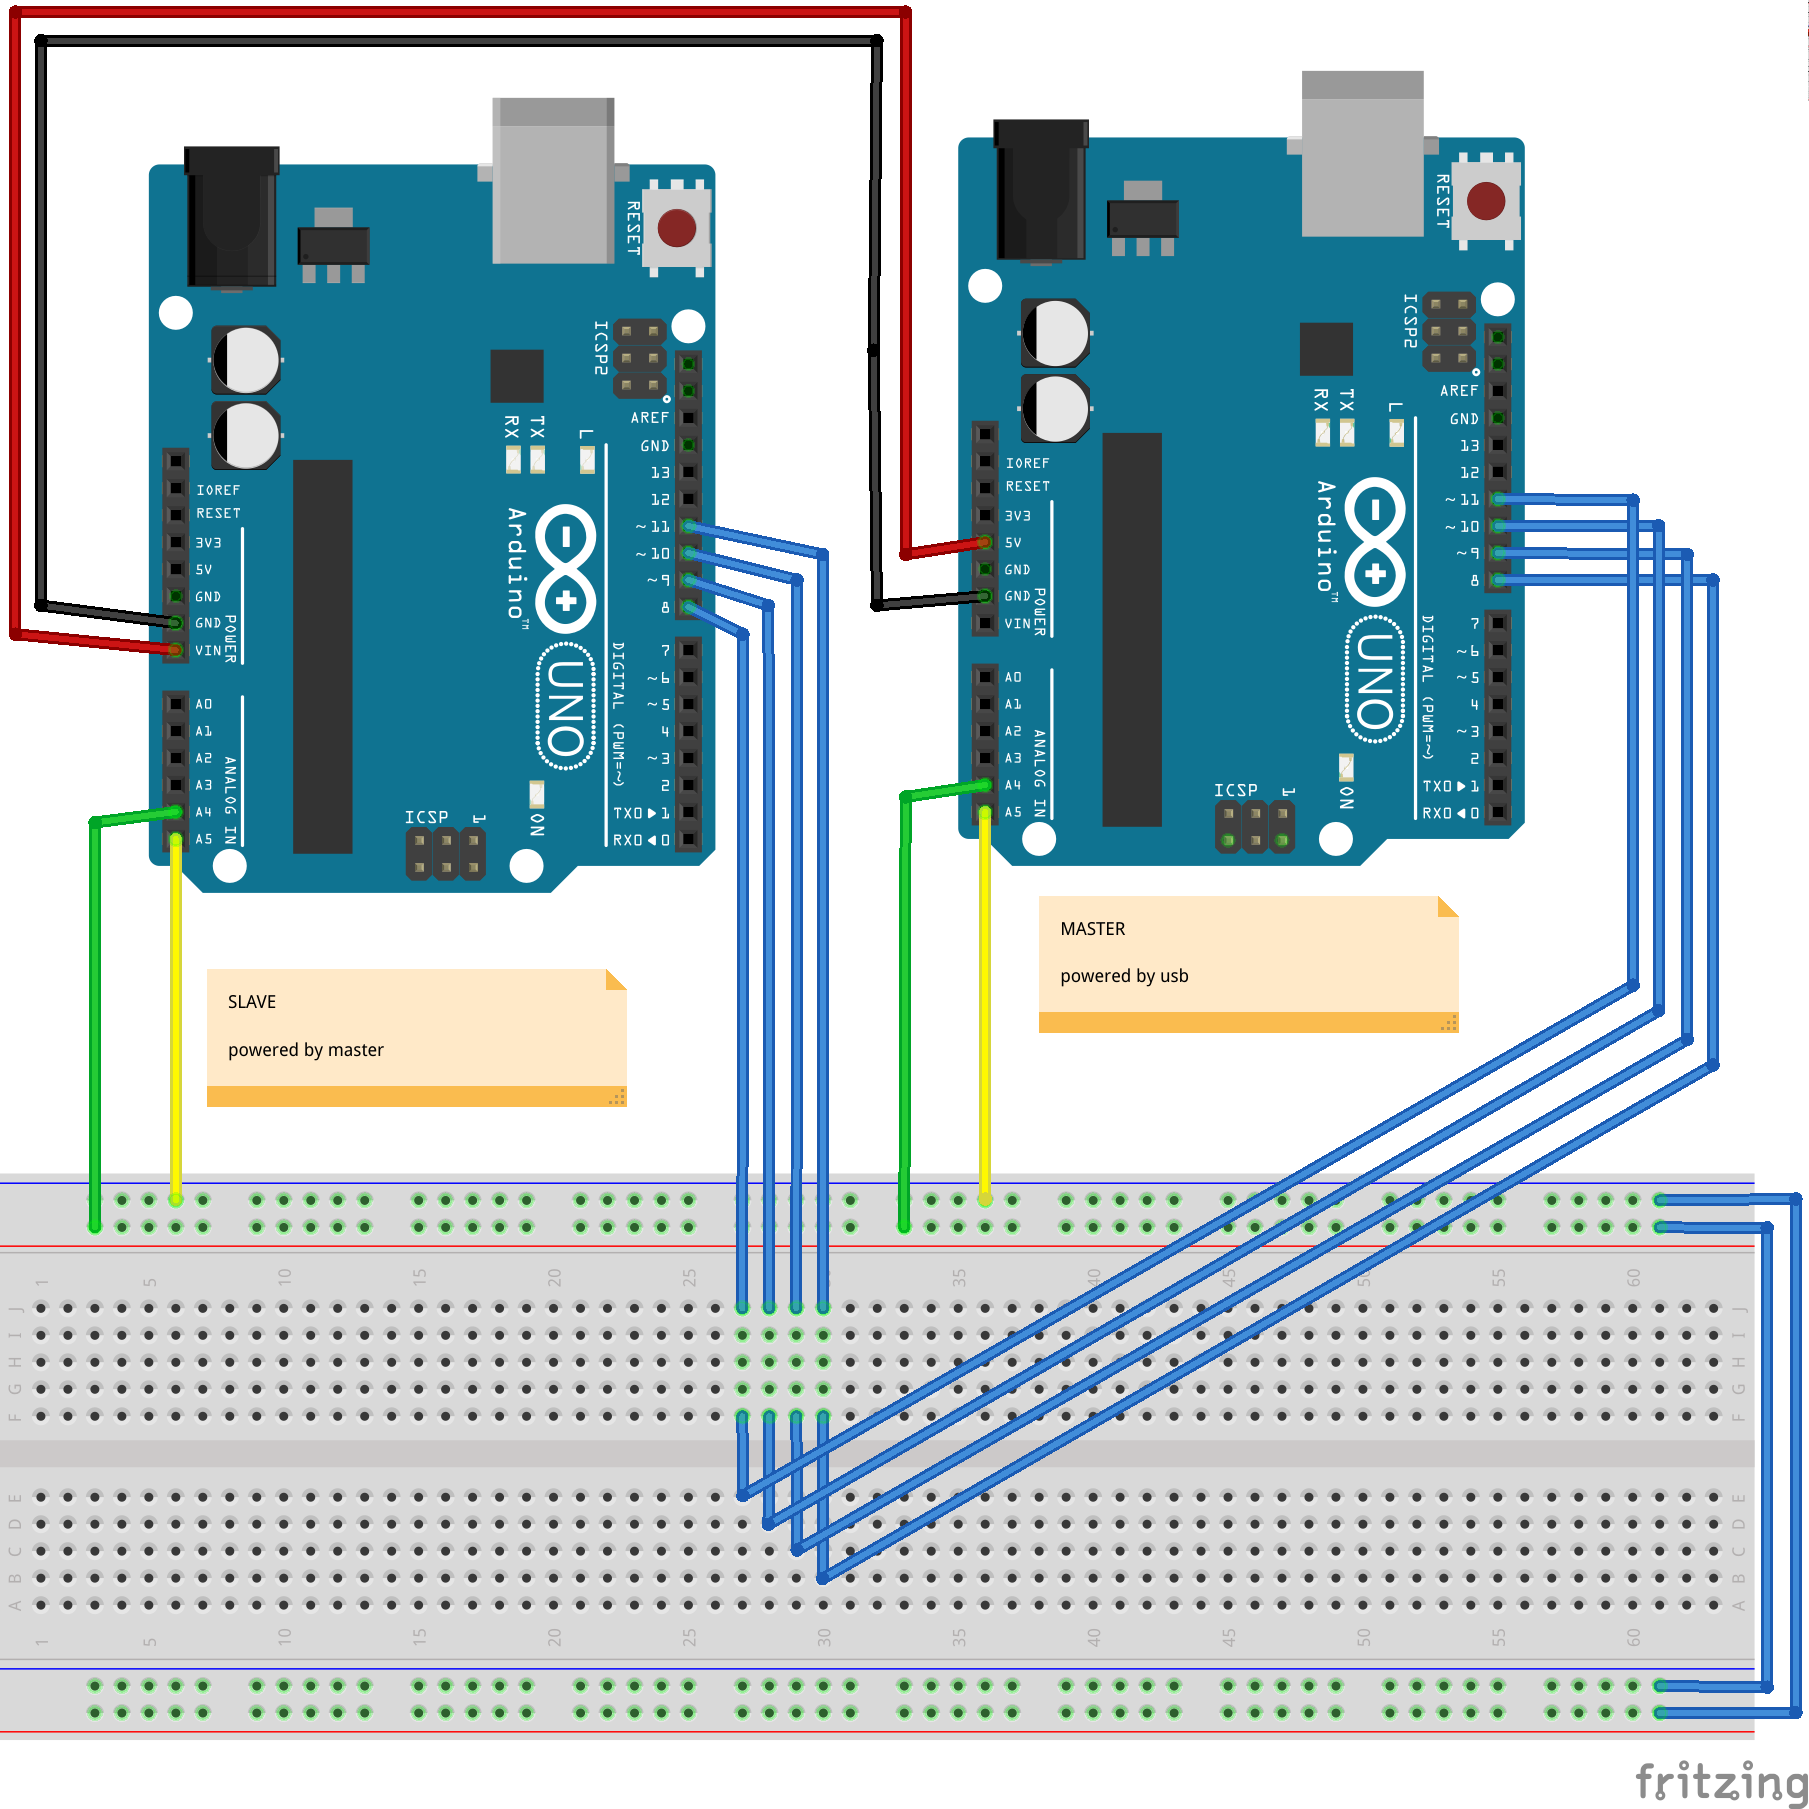 RESET
ICSP2
AREF
GND
13
12
~11
~10
~9
8
7
~6
~5
4
~3
2
TX0▶1
RX0◀0
RX
TX
L
IOREF
RESET
3V3
5V
GND
GND
VIN
POWER
A0
A1
A2
A3
A4
A5
ANALOG IN
Arduino™
UNO
DIGITAL (PWM=~)
ICSP
1
ON
RESET
ICSP2
AREF
GND
13
12
~11
~10
~9
8
7
~6
~5
4
~3
2
TX0▶1
RX0◀0
RX
TX
L
IOREF
RESET
3V3
5V
GND
GND
VIN
POWER
A0
A1
A2
A3
A4
A5
ANALOG IN
Arduino™
UNO
DIGITAL (PWM=~)
ICSP
1
ON
MASTER
powered by usb
SLAVE
powered by master
1 5 10 15 20 25 35 40 45 50 55 60
J J
I I
H H
G G
F F
E E
D D
C C
B B
A A
1 5 10 15 20 25 30 35 40 45 50 55 60
fritzing